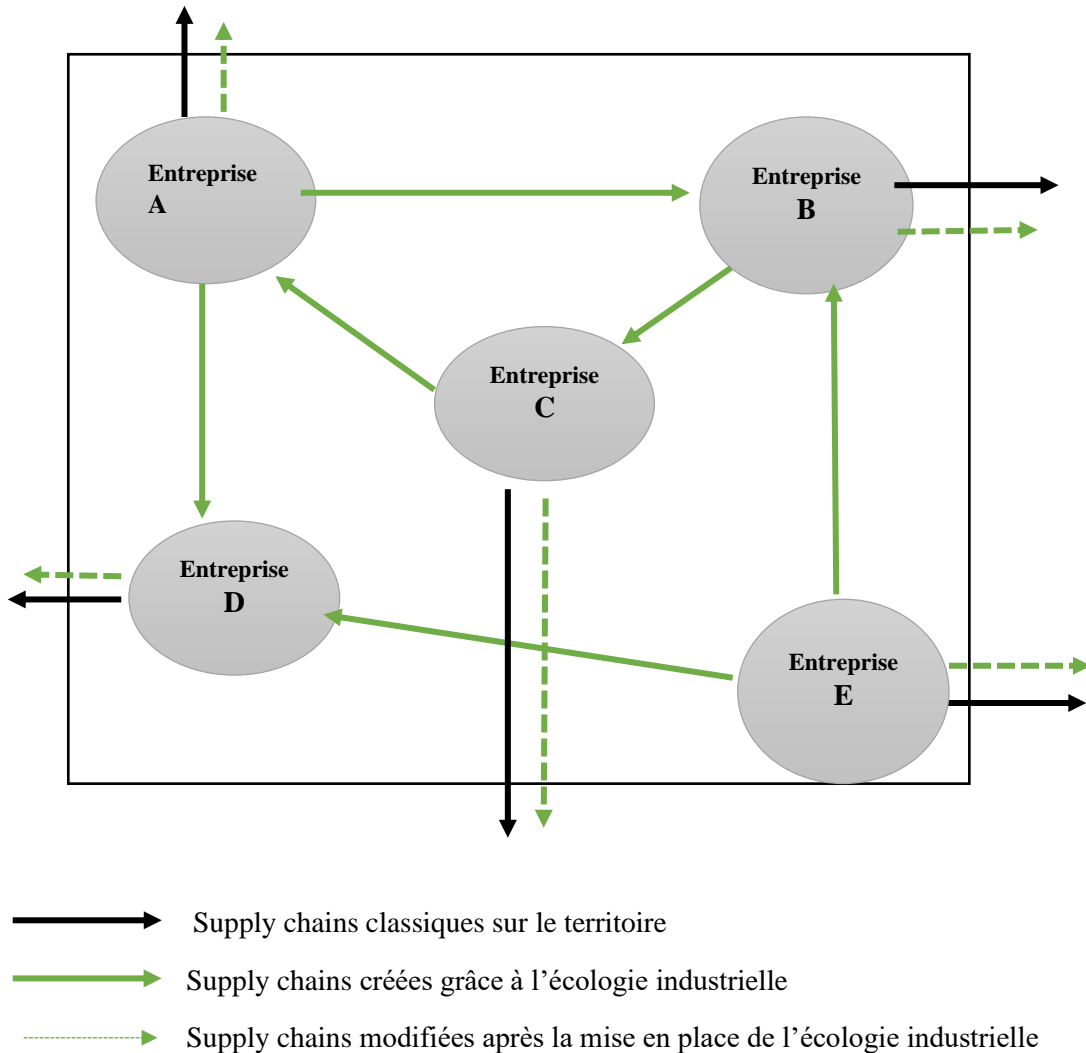 Entreprise
A
Entreprise
B
Entreprise
C
Entreprise
D
Entreprise
E
Supply chains classiques sur le territoire
Supply chains créées grâce à l’écologie industrielle
Supply chains modifiées après la mise en place de l’écologie industrielle